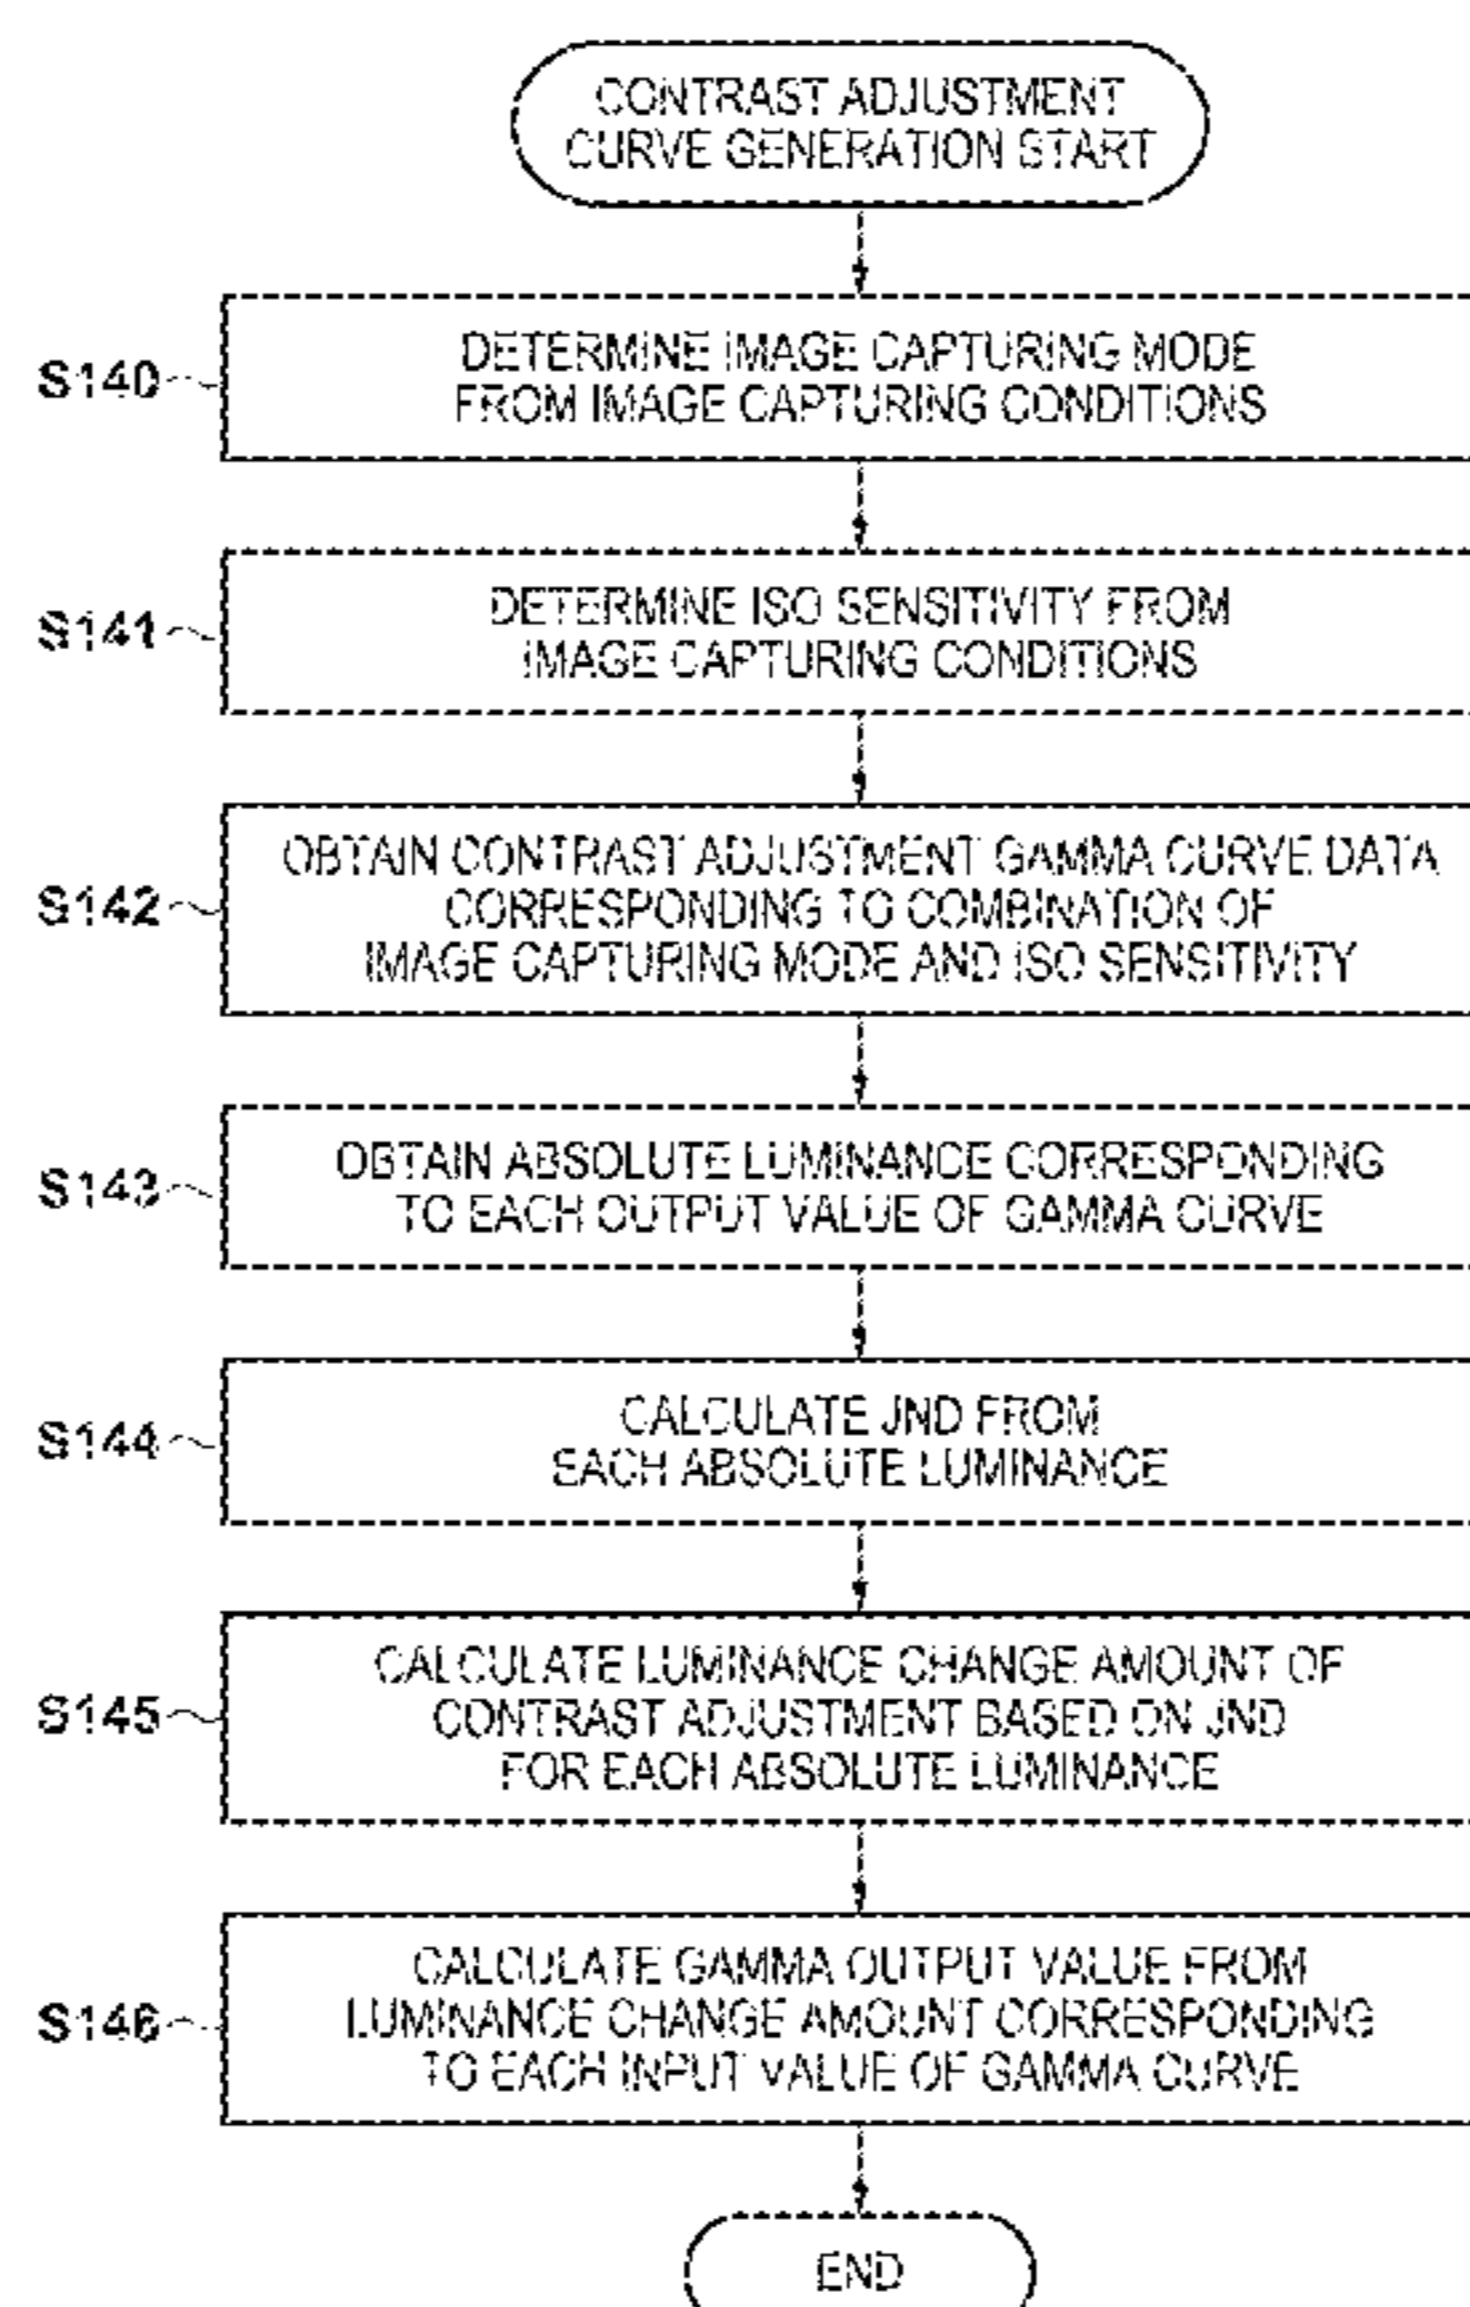 CONTRAST ADJUSTMENT
CURVE GENERATION START
S140
DETERMINE IMAGE CAPTURING MODE
FROM IMAGE CAPTURING CONDITIONS
S141
DETERMINE ISO SENSITIVITY FROM
IMAGE CAPTURING CONDITIONS
S142
OBTAIN CONTRAST ADJUSTMENT GAMMA CURVE DATA
CORRESPONDING TO COMBINATION OF
IMAGE CAPTURING MODE AND ISO SENSITIVITY
S143
OBTAIN ABSOLUTE LUMINANCE CORRESPONDING
TO EACH OUTPUT VALUE OF GAMMA CURVE
S144
CALCULATE JND FROM
EACH ABSOLUTE LUMINANCE
S145
CALCULATE LUMINANCE CHANGE AMOUNT OF
CONTRAST ADJUSTMENT BASED ON JND
FOR EACH ABSOLUTE LUMINANCE
S146
CALCULATE GAMMA OUTPUT VALUE FROM
LUMINANCE CHANGE AMOUNT CORRESPONDING
TO EACH INPUT VALUE OF GAMMA CURVE
END